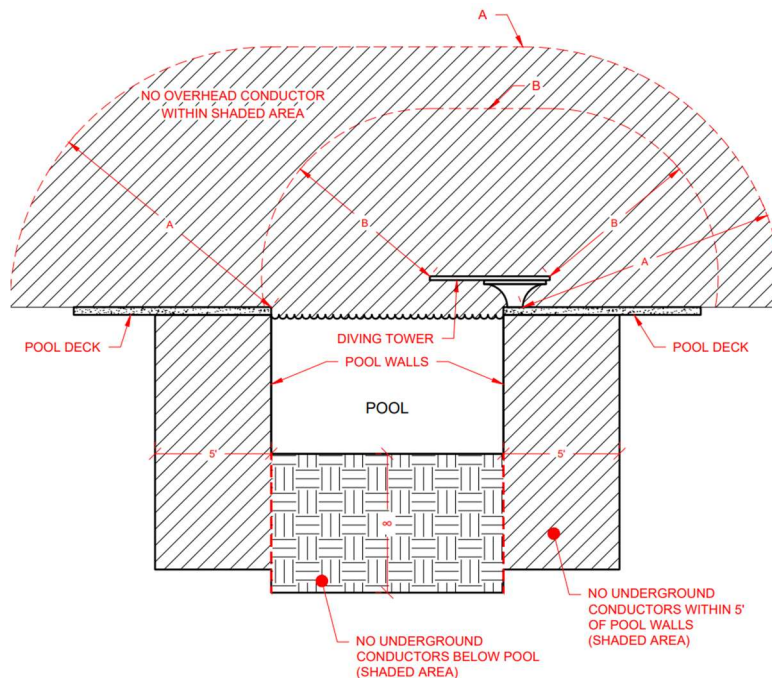 A
NO OVERHEAD CONDUCTOR
WITHIN SHADED AREA
B
A
B
B
A
DIVING TOWER
POOL DECK
POOL WALLS
POOL DECK
POOL
5'
5'
∞
NO UNDERGROUND
CONDUCTORS BELOW POOL
(SHADED AREA)
NO UNDERGROUND
CONDUCTORS WITHIN 5'
OF POOL WALLS
(SHADED AREA)